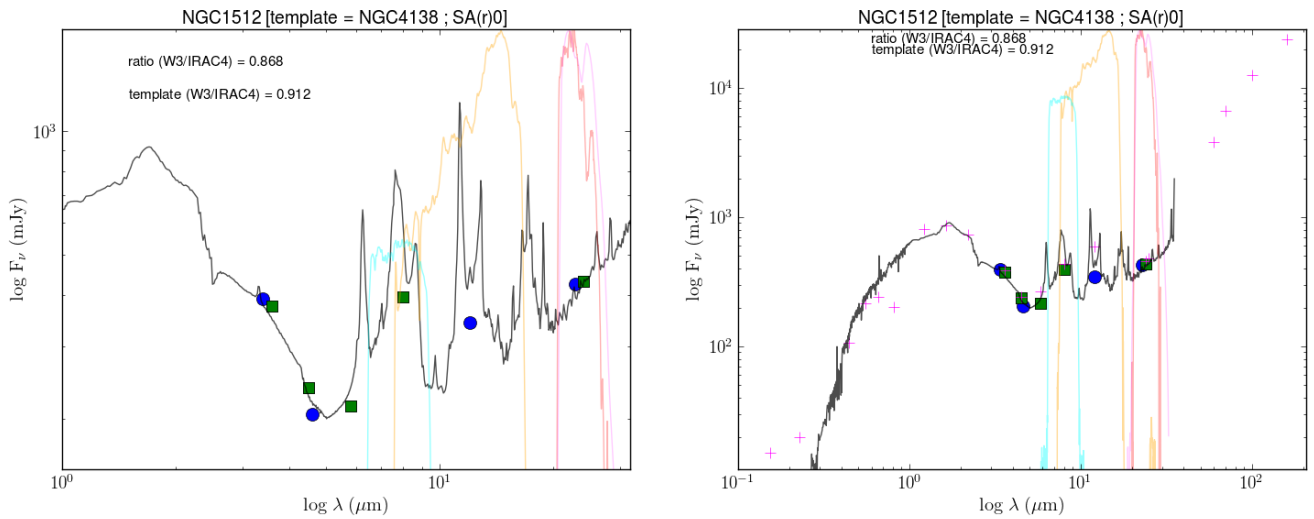 NGC1512 [template = NGC4138 ; SA(r)0]
ratio (W3/IRAC4) = 0.868
template (W3/IRAC4) = 0.912
10³
log Fν (mJy)
10⁰ 10¹
log λ (μm)
NGC1512 [template = NGC4138 ; SA(r)0]
ratio (W3/IRAC4) = 0.868
template (W3/IRAC4) = 0.912
10⁴
10³
10²
log Fν (mJy)
10⁻¹ 10⁰ 10¹ 10²
log λ (μm)